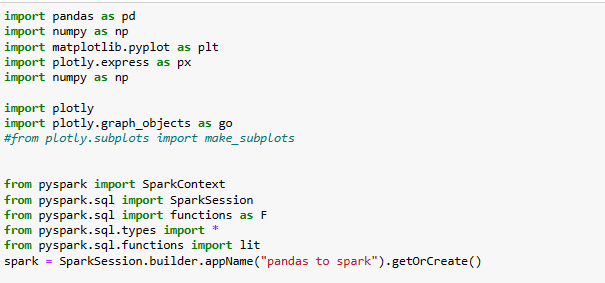 import pandas as pd
import numpy as np
import matplotlib.pyplot as plt
import plotly.express as px
import numpy as np
import plotly
import plotly.graph_objects as go
#from plotly.subplots import make_subplots
from pyspark import SparkContext
from pyspark.sql import SparkSession
from pyspark.sql import functions as F
from pyspark.sql.types import *
from pyspark.sql.functions import lit
spark = SparkSession.builder.appName("pandas to spark").getOrCreate()